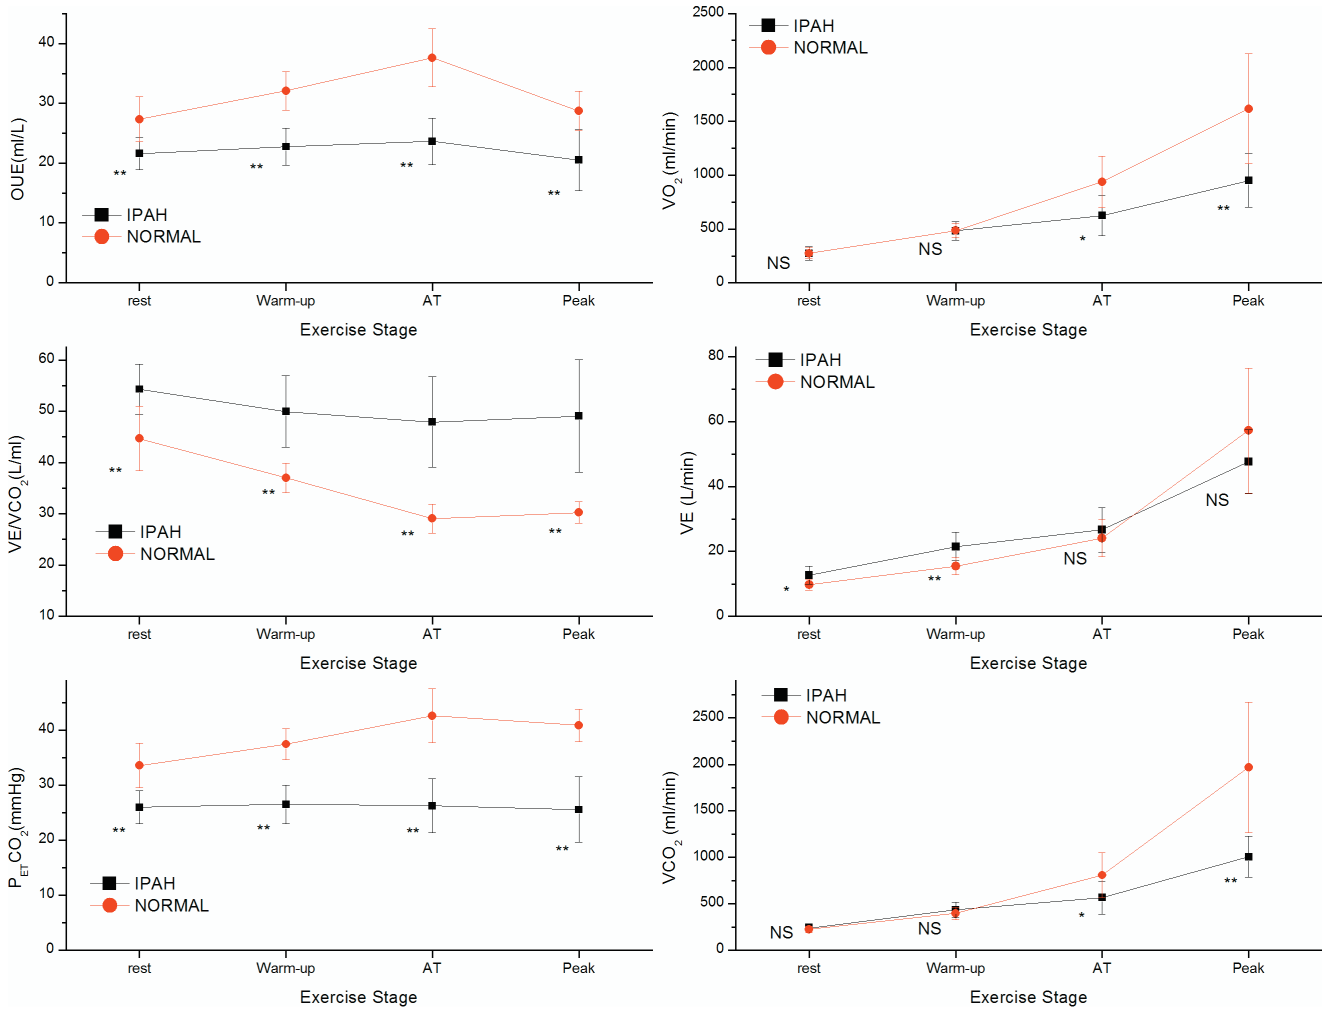 40
30
20
10
0
OUE(ml/L)
IPAH
NORMAL
** ** ** **
rest Warm-up AT Peak
Exercise Stage
2500
2000
1500
1000
500
0
VO2 (ml/min)
IPAH
NORMAL
NS NS * **
rest Warm-up AT Peak
Exercise Stage
60
50
40
30
20
10
VE/VCO2(L/ml)
IPAH
NORMAL
** ** ** **
rest Warm-up AT Peak
Exercise Stage
80
60
40
20
0
VE (L/min)
IPAH
NORMAL
* ** NS NS
rest Warm-up AT Peak
Exercise Stage
40
30
20
10
0
PETCO2(mmHg)
IPAH
NORMAL
** ** ** **
rest Warm-up AT Peak
Exercise Stage
2500
2000
1500
1000
500
0
VCO2 (ml/min)
IPAH
NORMAL
NS NS * **
rest Warm-up AT Peak
Exercise Stage